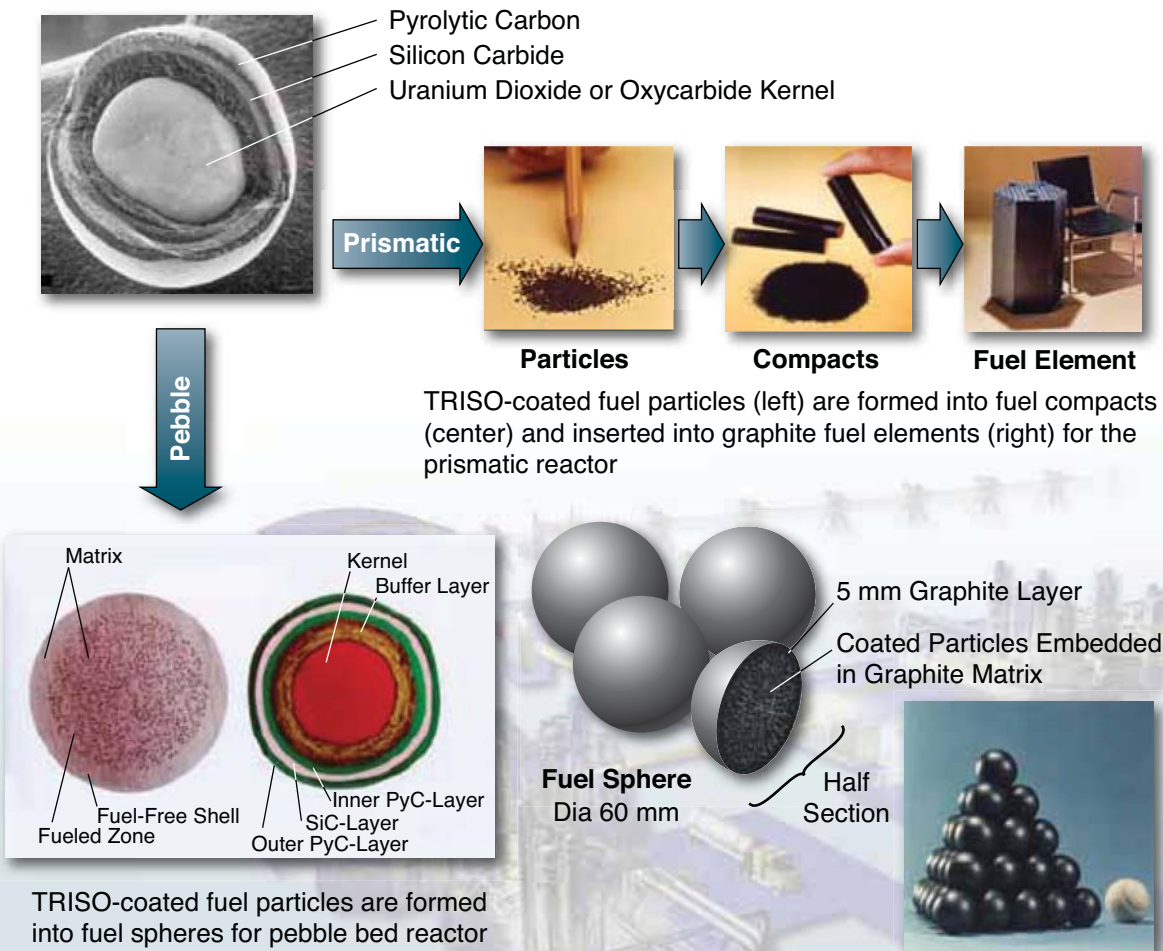 Pyrolytic Carbon
Silicon Carbide
Uranium Dioxide or Oxycarbide Kernel
Prismatic
Particles
Compacts
Fuel Element
TRISO-coated fuel particles (left) are formed into fuel compacts
(center) and inserted into graphite fuel elements (right) for the
prismatic reactor
Pebble
Matrix
Kernel
Buffer Layer
Fuel-Free Shell
Fueled Zone
Inner PyC-Layer
SiC-Layer
Outer PyC-Layer
5 mm Graphite Layer
Coated Particles Embedded
in Graphite Matrix
Fuel Sphere
Dia 60 mm
Half
Section
TRISO-coated fuel particles are formed
into fuel spheres for pebble bed reactor